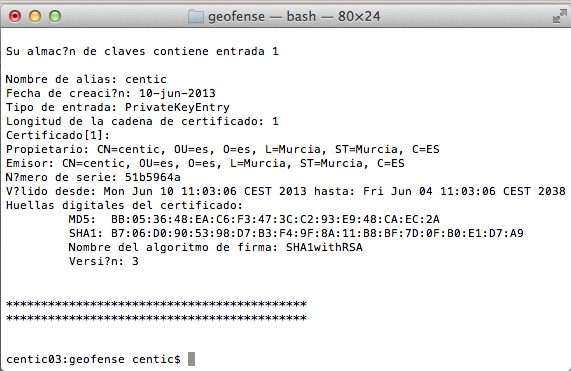 geofense — bash — 80×24
Su almac?n de claves contiene entrada 1
Nombre de alias: centic
Fecha de creaci?n: 10-jun-2013
Tipo de entrada: PrivateKeyEntry
Longitud de la cadena de certificado: 1
Certificado[1]:
Propietario: CN=centic, OU=es, O=es, L=Murcia, ST=Murcia, C=ES
Emisor: CN=centic, OU=es, O=es, L=Murcia, ST=Murcia, C=ES
N?mero de serie: 51b5964a
V?lido desde: Mon Jun 10 11:03:06 CEST 2013 hasta: Fri Jun 04 11:03:06 CEST 2038
Huellas digitales del certificado:
MD5:  BB:05:36:48:EA:C6:F3:47:3C:C2:93:E9:48:CA:EC:2A
SHA1: B7:06:D0:90:53:98:D7:B3:F4:9F:8A:11:B8:BF:7D:0F:B0:E1:D7:A9
Nombre del algoritmo de firma: SHA1withRSA
Versi?n: 3
*******************************************
*******************************************
centic03:geofense centic$